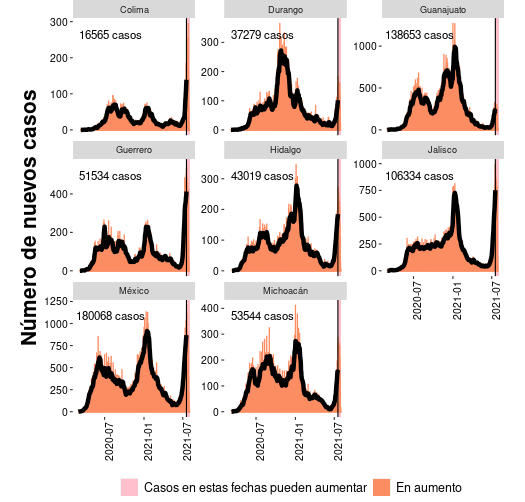 Colima
Durango
Guanajuato
16565 casos
37279 casos
138653 casos
300
200
100
0
300
200
100
0
1000
500
0
Guerrero
Hidalgo
Jalisco
51534 casos
43019 casos
106334 casos
400
200
0
300
200
100
0
1000
750
500
250
0
México
Michoacán
180068 casos
53544 casos
1250
1000
750
500
250
0
400
300
200
100
0
2020-07
2021-01
2021-07
2020-07
2021-01
2021-07
2020-07
2021-01
2021-07
Número de nuevos casos
Casos en estas fechas pueden aumentar
En aumento